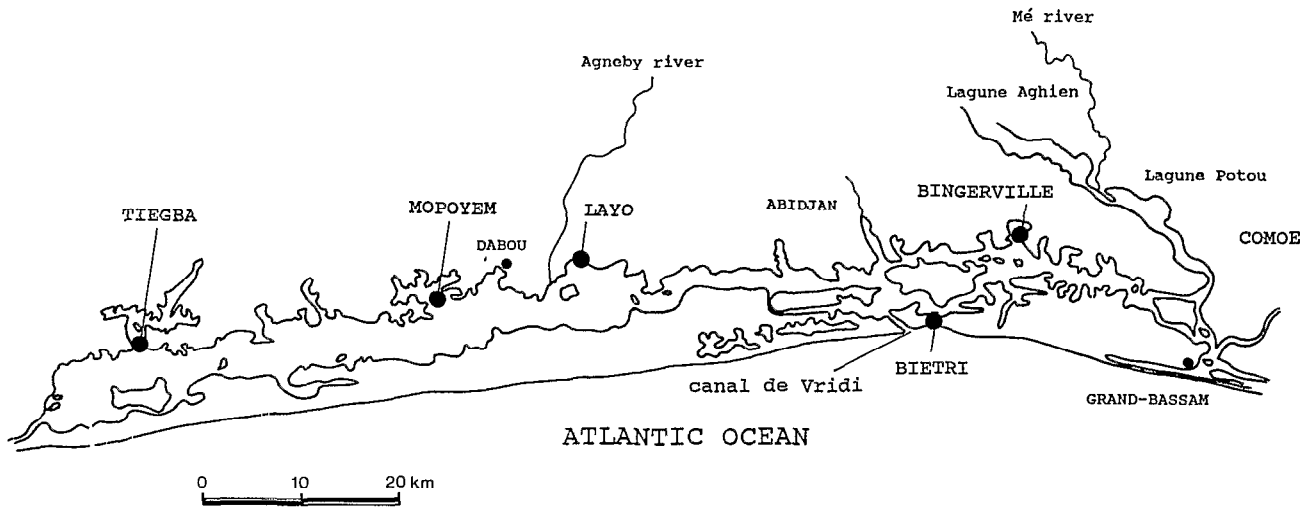 Mé river
Agneby river
Lagune Aghien
Lagune Potou
BINGERVILLE
TIEGBA
MOPOYEM
LAYO
ABIDJAN
COMOE
DABOU
canal de Vridi
BIETRI
GRAND-BASSAM
ATLANTIC OCEAN
0 10 20 km